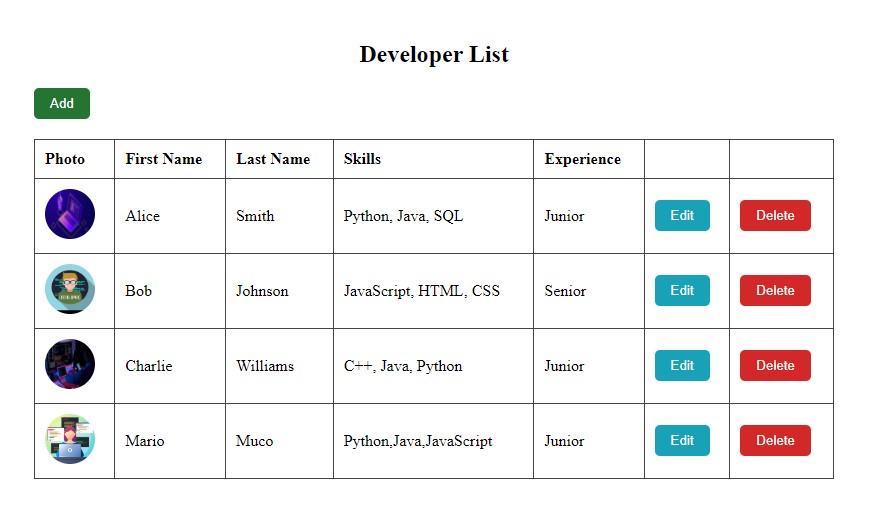 Developer List
Add
Photo First Name Last Name Skills Experience
Alice Smith Python, Java, SQL Junior Edit Delete
Bob Johnson JavaScript, HTML, CSS Senior Edit Delete
Charlie Williams C++, Java, Python Junior Edit Delete
Mario Muco Python,Java,JavaScript Junior Edit Delete